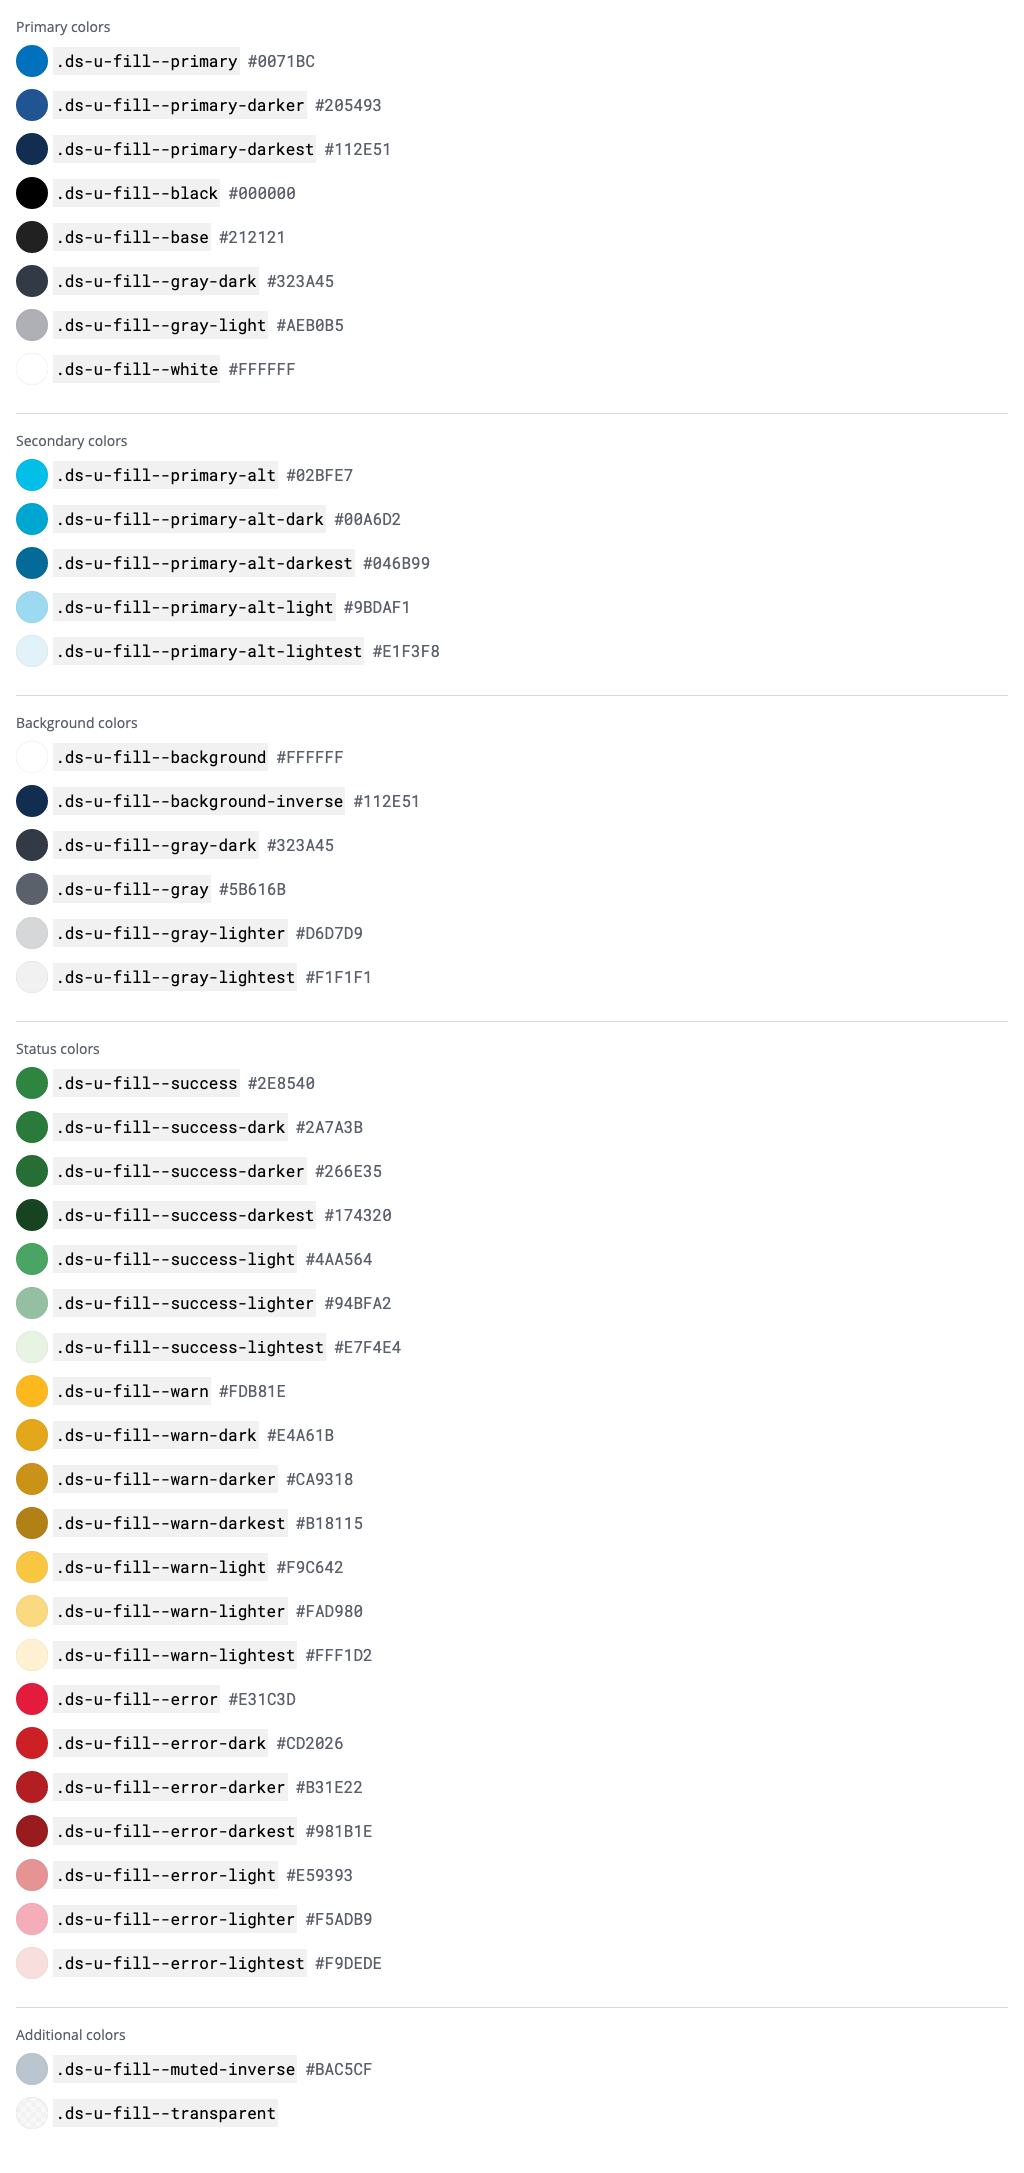 Primary colors
.ds-u-fill--primary #0071BC
.ds-u-fill--primary-darker #205493
.ds-u-fill--primary-darkest #112E51
.ds-u-fill--black #000000
.ds-u-fill--base #212121
.ds-u-fill--gray-dark #323A45
.ds-u-fill--gray-light #AEB0B5
.ds-u-fill--white #FFFFFF
Secondary colors
.ds-u-fill--primary-alt #02BFE7
.ds-u-fill--primary-alt-dark #00A6D2
.ds-u-fill--primary-alt-darkest #046B99
.ds-u-fill--primary-alt-light #9BDAF1
.ds-u-fill--primary-alt-lightest #E1F3F8
Background colors
.ds-u-fill--background #FFFFFF
.ds-u-fill--background-inverse #112E51
.ds-u-fill--gray-dark #323A45
.ds-u-fill--gray #5B616B
.ds-u-fill--gray-lighter #D6D7D9
.ds-u-fill--gray-lightest #F1F1F1
Status colors
.ds-u-fill--success #2E8540
.ds-u-fill--success-dark #2A7A3B
.ds-u-fill--success-darker #266E35
.ds-u-fill--success-darkest #174320
.ds-u-fill--success-light #4AA564
.ds-u-fill--success-lighter #94BFA2
.ds-u-fill--success-lightest #E7F4E4
.ds-u-fill--warn #FDB81E
.ds-u-fill--warn-dark #E4A61B
.ds-u-fill--warn-darker #CA9318
.ds-u-fill--warn-darkest #B18115
.ds-u-fill--warn-light #F9C642
.ds-u-fill--warn-lighter #FAD980
.ds-u-fill--warn-lightest #FFF1D2
.ds-u-fill--error #E31C3D
.ds-u-fill--error-dark #CD2026
.ds-u-fill--error-darker #B31E22
.ds-u-fill--error-darkest #981B1E
.ds-u-fill--error-light #E59393
.ds-u-fill--error-lighter #F5ADB9
.ds-u-fill--error-lightest #F9DEDE
Additional colors
.ds-u-fill--muted-inverse #BAC5CF
.ds-u-fill--transparent